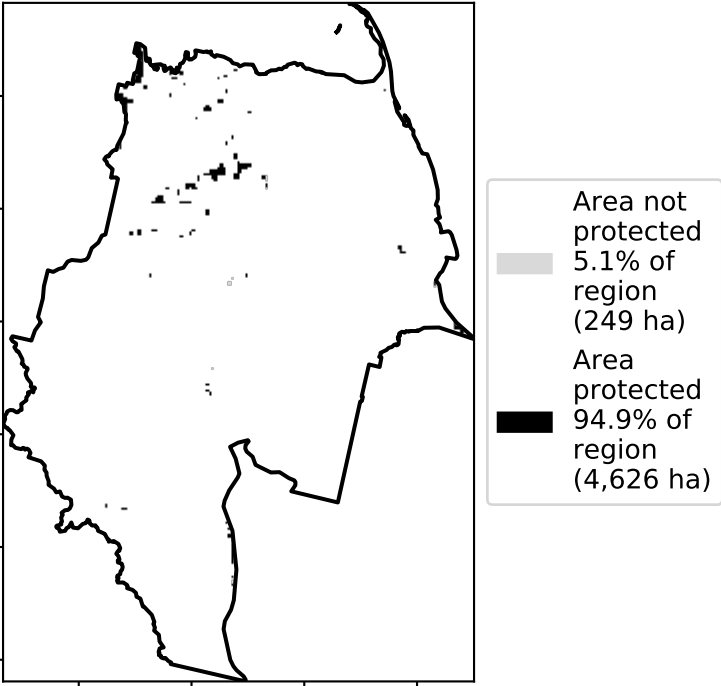 Area not
protected
5.1% of
region
(249 ha)
Area
protected
94.9% of
region
(4,626 ha)